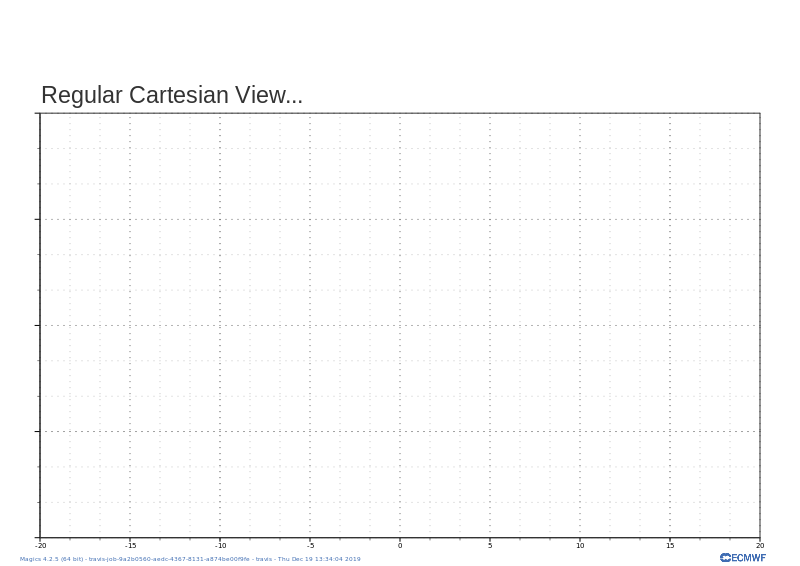 Regular Cartesian View...
-20 -15 -10 -5 0 5 10 15 20
Magics 4.2.5 (64 bit) - travis-job-9a2b0560-aedc-4367-8131-a874be00f9fe - travis - Thu Dec 19 13:34:04 2019
ECMWF